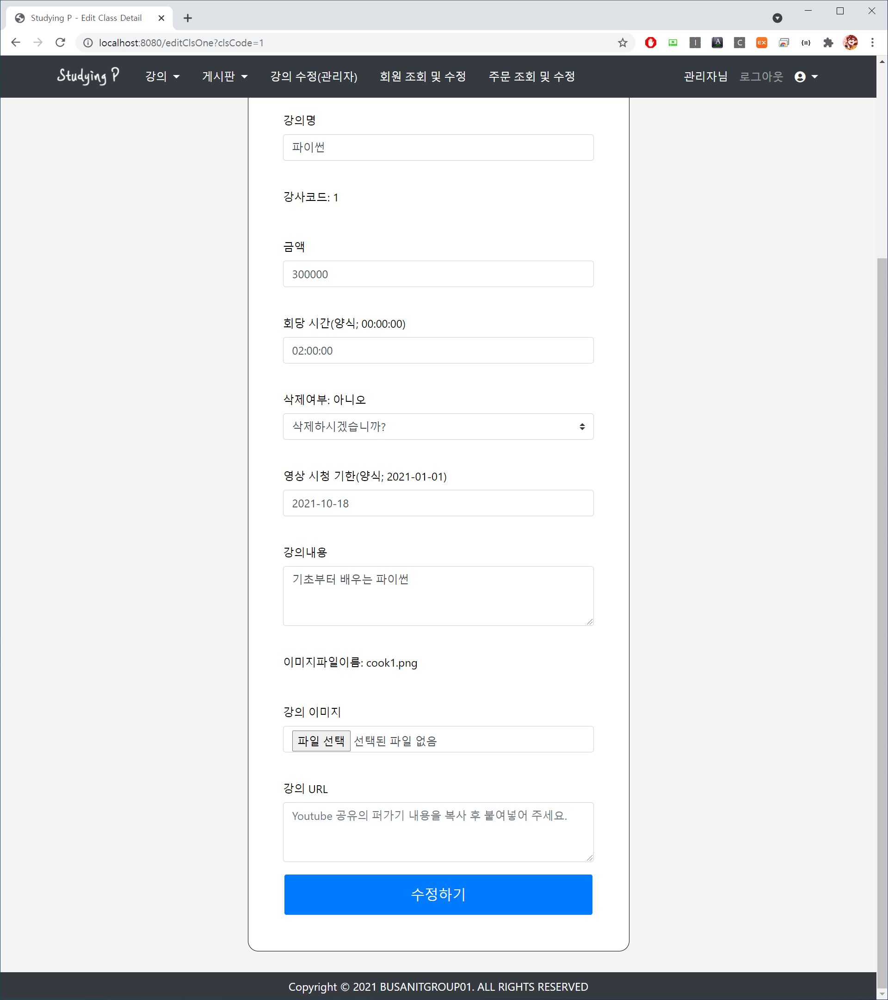 Studying P - Edit Class Detail
localhost:8080/editClsOne?clsCode=1
I A C EX {≡}
Studying P 강의 게시판 강의 수정(관리자) 회원 조회 및 수정 주문 조회 및 수정 관리자님 로그아웃
강의명
파이썬
강사코드: 1
금액
300000
회당 시간(양식; 00:00:00)
02:00:00
삭제여부: 아니오
삭제하시겠습니까?
영상 시청 기한(양식; 2021-01-01)
2021-10-18
강의내용
기초부터 배우는 파이썬
이미지파일이름: cook1.png
강의 이미지
파일 선택 선택된 파일 없음
강의 URL
Youtube 공유의 퍼가기 내용을 복사 후 붙여넣어 주세요.
수정하기
Copyright © 2021 BUSANITGROUP01. ALL RIGHTS RESERVED